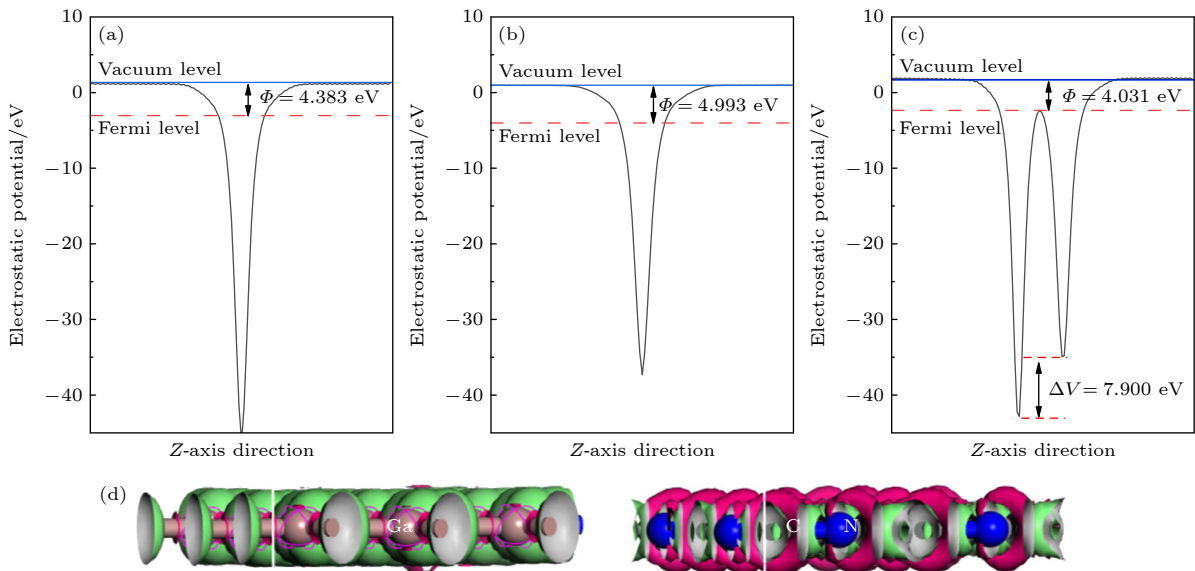 (a)
Electrostatic potential/eV
10
0
−10
−20
−30
−40
Vacuum level
Φ = 4.383 eV
Fermi level
Z-axis direction
(b)
Electrostatic potential/eV
10
0
−10
−20
−30
−40
Vacuum level
Φ = 4.993 eV
Fermi level
Z-axis direction
(c)
Electrostatic potential/eV
10
0
−10
−20
−30
−40
Vacuum level
Φ = 4.031 eV
Fermi level
ΔV = 7.900 eV
Z-axis direction
(d)
Ga
C N